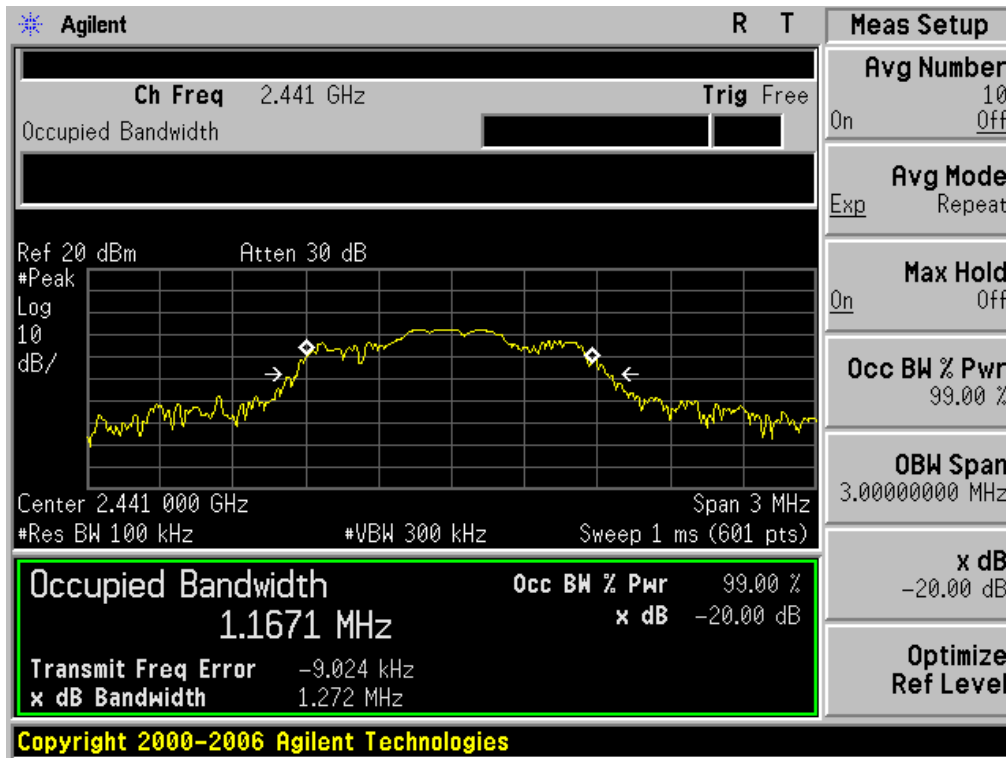 Agilent R T
Ch Freq 2.441 GHz Trig Free
Occupied Bandwidth
Ref 20 dBm Atten 30 dB
#Peak
Log
10
dB/
Center 2.441 000 GHz Span 3 MHz
#Res BW 100 kHz #VBW 300 kHz Sweep 1 ms (601 pts)
Occupied Bandwidth
1.1671 MHz
Occ BW % Pwr 99.00 %
x dB -20.00 dB
Transmit Freq Error -9.024 kHz
x dB Bandwidth 1.272 MHz
Copyright 2000-2006 Agilent Technologies
Meas Setup
Avg Number
10
On Off
Avg Mode
Exp Repeat
Max Hold
On Off
Occ BW % Pwr
99.00 %
OBW Span
3.00000000 MHz
x dB
-20.00 dB
Optimize
Ref Level